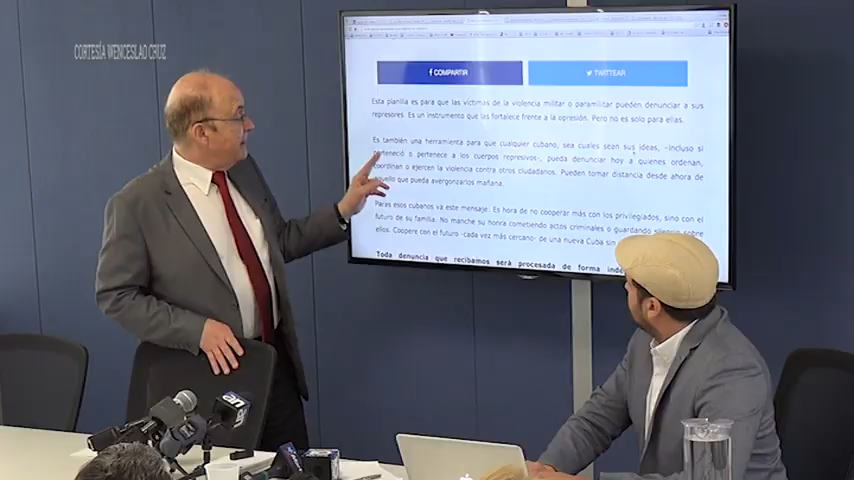 CORTESÍA WENCESLAO CRUZ
f COMPARTIR
TWITTEAR
Esta planilla es para que las víctimas de la violencia militar o paramilitar pueden denunciar a sus
represores. Es un instrumento que las fortalece frente a la opresión. Pero no es solo para ellas.
Es también una herramienta para que cualquier cubano, sea cuales sean sus ideas, -incluso si
perteneció o pertenece a los cuerpos represivos-, pueda denunciar hoy a quienes ordenan,
coordinan o ejercen la violencia contra otros ciudadanos. Pueden tomar distancia desde ahora de
aquello que pueda avergonzarlos mañana.
Paras esos cubanos va este mensaje: Es hora de no cooperar más con los privilegiados, sino con el
futuro de su familia. No manche su honra cometiendo actos criminales o guardando silencio sobre
ellos. Coopere con el futuro -cada vez más cercano- de una nueva Cuba sin
Toda denuncia que recibamos será procesada de forma
an